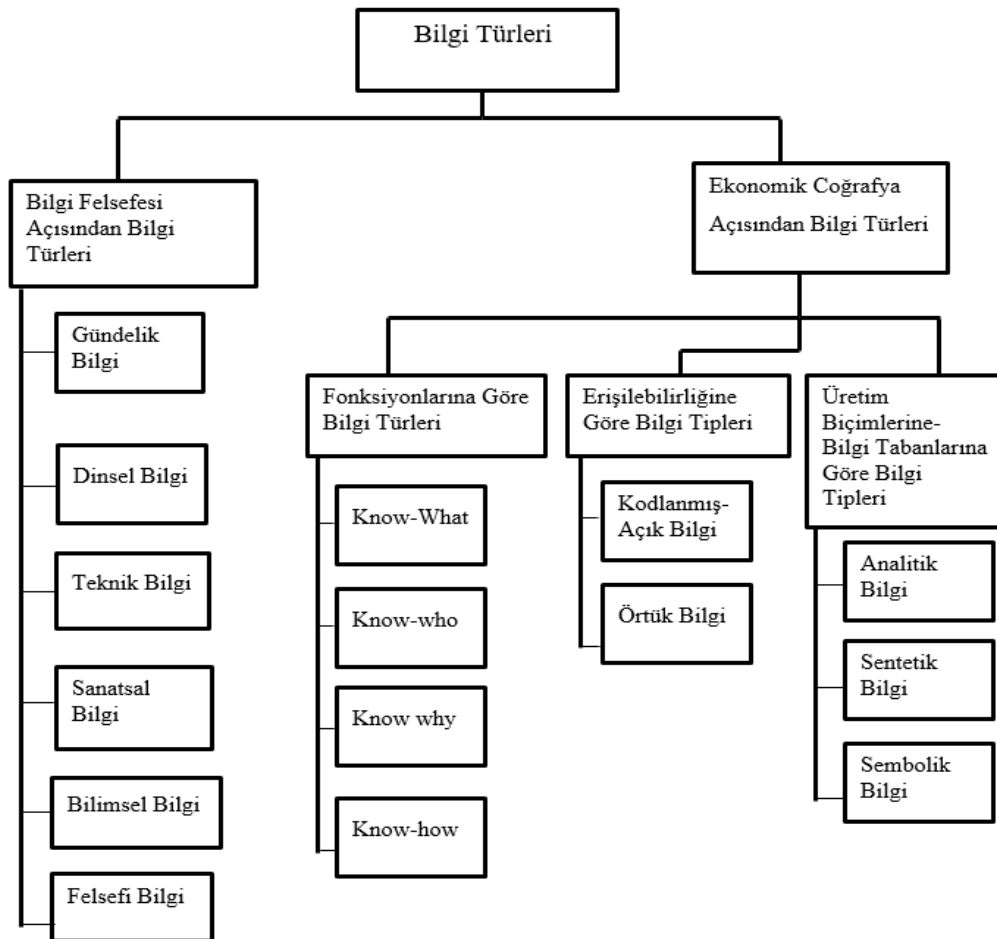 Bilgi Türleri
Bilgi Felsefesi
Açısından Bilgi
Türleri
Gündelik
Bilgi
Dinsel Bilgi
Teknik Bilgi
Sanatsal
Bilgi
Bilimsel Bilgi
Felsefi Bilgi
Ekonomik Coğrafya
Açısından Bilgi Türleri
Fonksiyonlarına Göre
Bilgi Türleri
Know-What
Know-who
Know why
Know-how
Erişilebilirliğine
Göre Bilgi Tipleri
Kodlanmış-
Açık Bilgi
Örtük Bilgi
Üretim
Biçimlerine-
Bilgi Tabanlarına
Göre Bilgi
Tipleri
Analitik
Bilgi
Sentetik
Bilgi
Sembolik
Bilgi